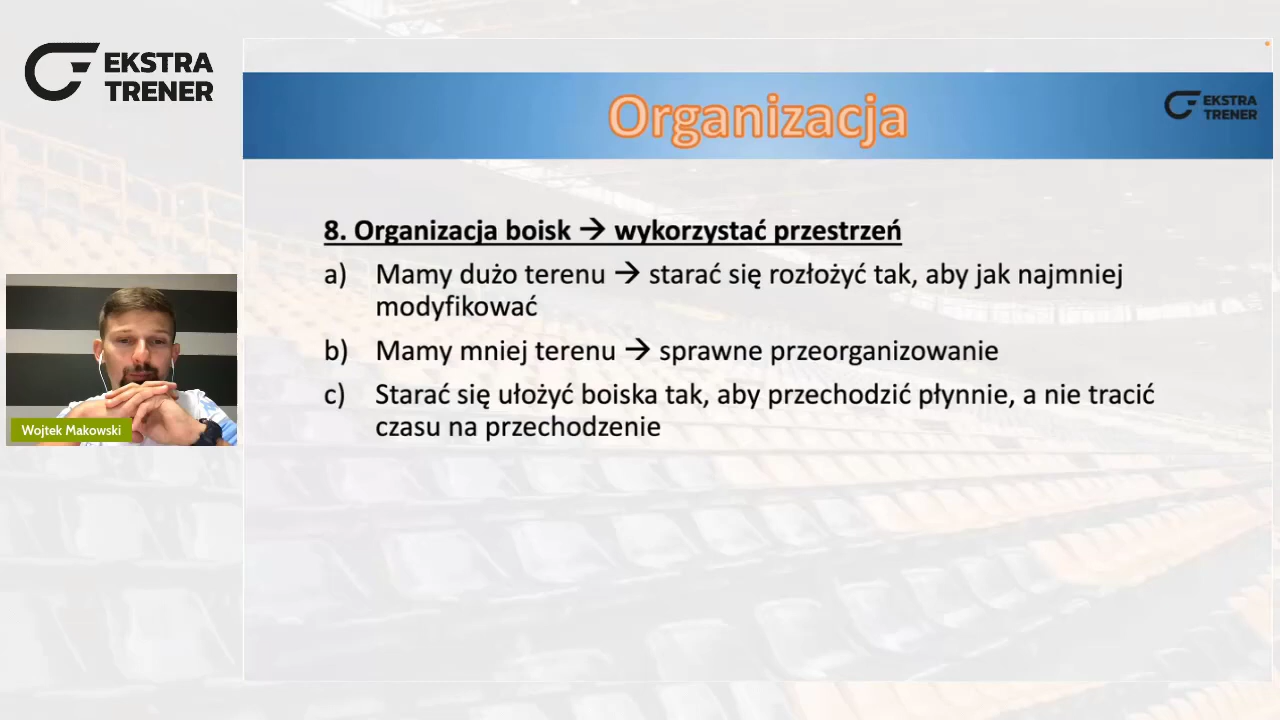 EKSTRA
TRENER
Organizacja
EKSTRA
TRENER
8. Organizacja boisk → wykorzystać przestrzeń
a) Mamy dużo terenu → starać się rozłożyć tak, aby jak najmniej
modyfikować
b) Mamy mniej terenu → sprawne przeorganizowanie
c) Starać się ułożyć boiska tak, aby przechodzić płynnie, a nie tracić
czasu na przechodzenie
Wojtek Makowski